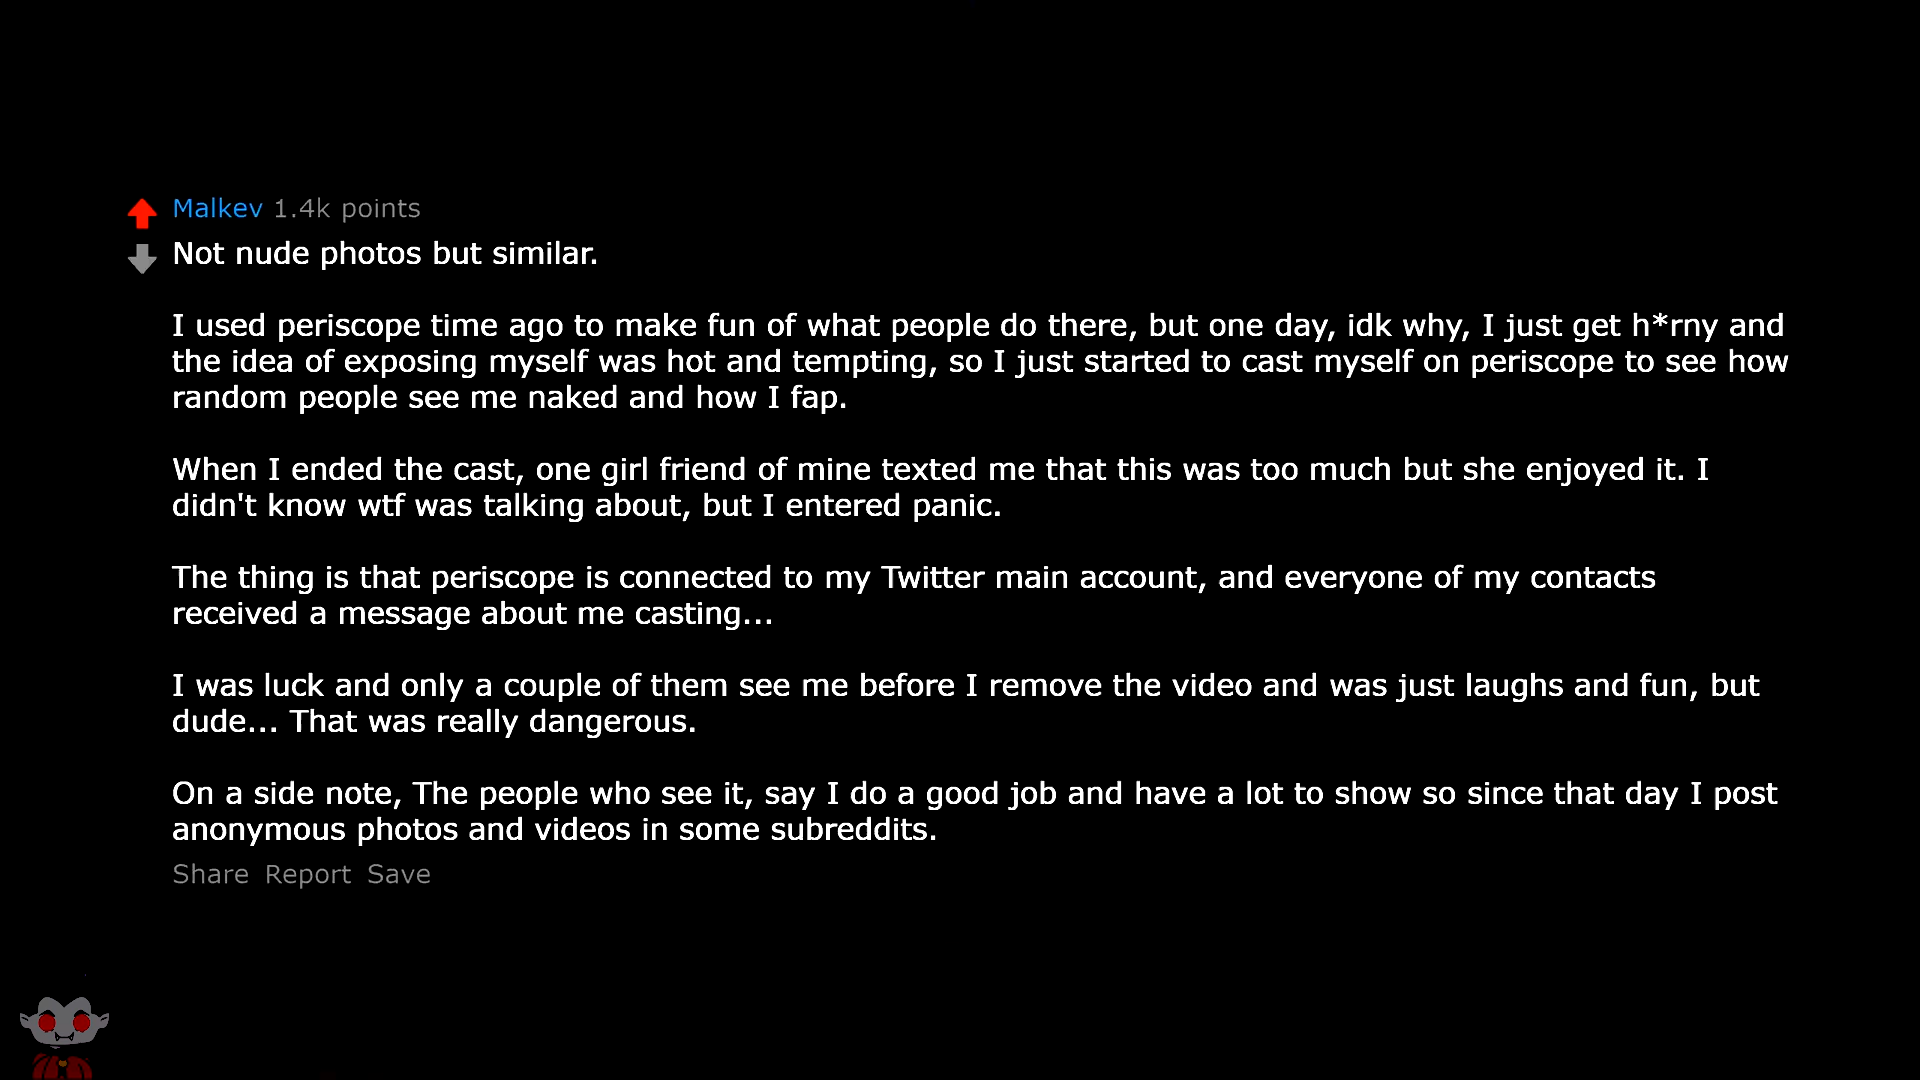 Malkev 1.4k points
Not nude photos but similar.
I used periscope time ago to make fun of what people do there, but one day, idk why, I just get h*rny and
the idea of exposing myself was hot and tempting, so I just started to cast myself on periscope to see how
random people see me naked and how I fap.
When I ended the cast, one girl friend of mine texted me that this was too much but she enjoyed it. I
didn't know wtf was talking about, but I entered panic.
The thing is that periscope is connected to my Twitter main account, and everyone of my contacts
received a message about me casting...
I was luck and only a couple of them see me before I remove the video and was just laughs and fun, but
dude... That was really dangerous.
On a side note, The people who see it, say I do a good job and have a lot to show so since that day I post
anonymous photos and videos in some subreddits.
Share Report Save